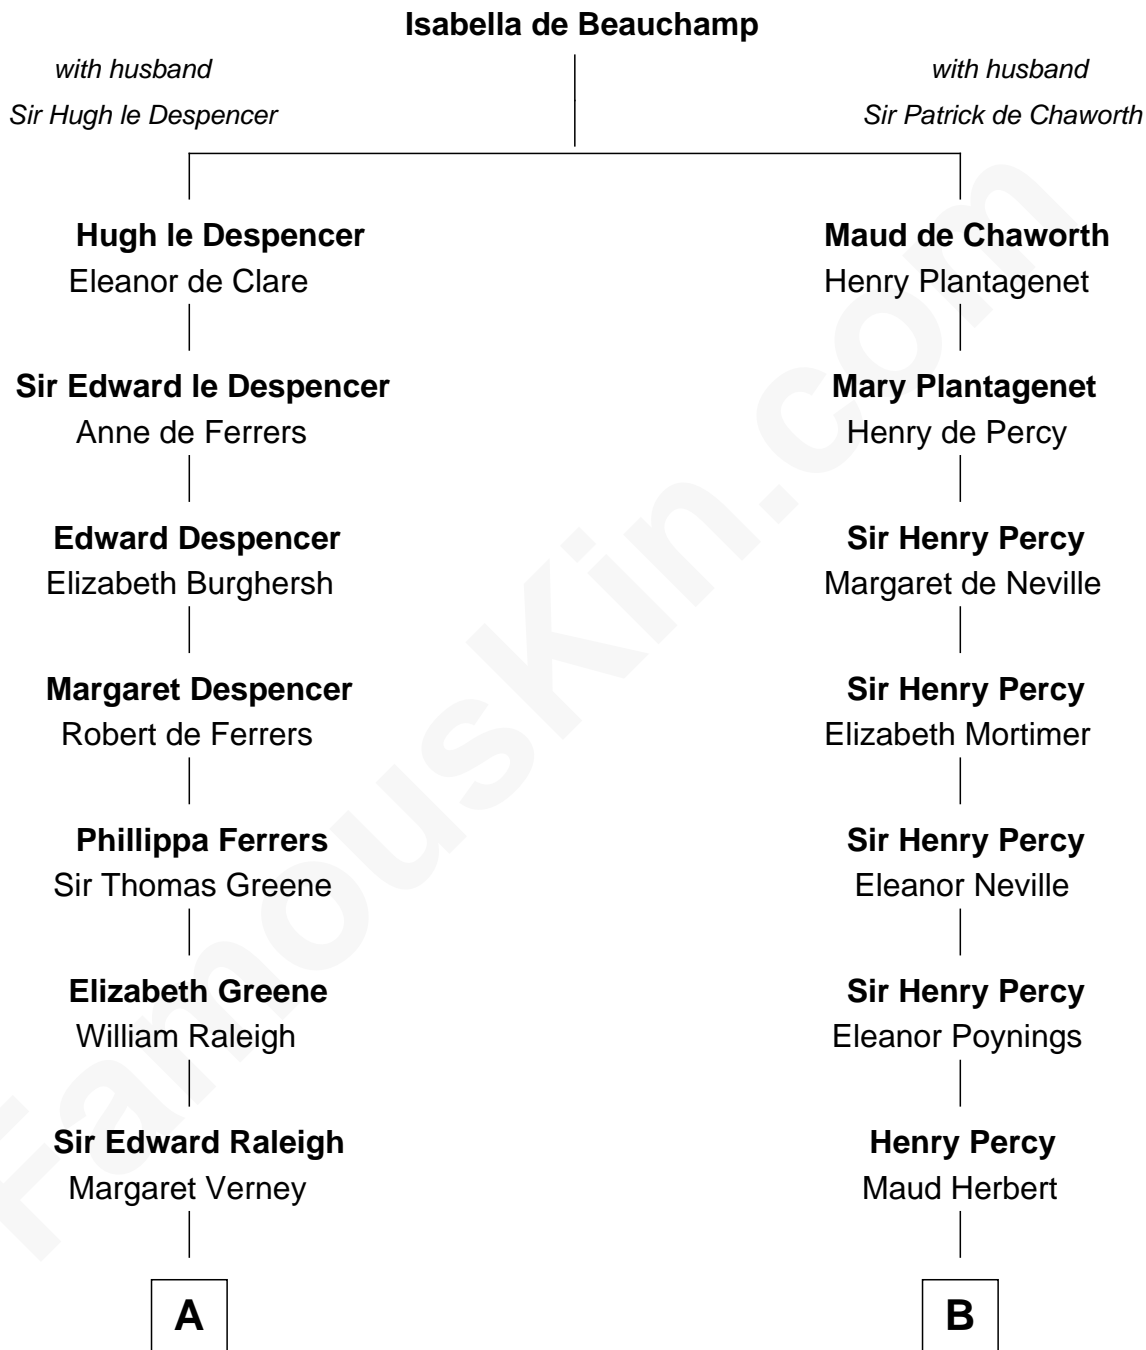 Isabella de Beauchamp
with husband
Sir Hugh le Despencer
with husband
Sir Patrick de Chaworth
Hugh le Despencer
Eleanor de Clare
Maud de Chaworth
Henry Plantagenet
Sir Edward le Despencer
Anne de Ferrers
Mary Plantagenet
Henry de Percy
Edward Despencer
Elizabeth Burghersh
Sir Henry Percy
Margaret de Neville
Margaret Despencer
Robert de Ferrers
Sir Henry Percy
Elizabeth Mortimer
Phillippa Ferrers
Sir Thomas Greene
Sir Henry Percy
Eleanor Neville
Elizabeth Greene
William Raleigh
Sir Henry Percy
Eleanor Poynings
Sir Edward Raleigh
Margaret Verney
Henry Percy
Maud Herbert
A
B
FamousKin.com